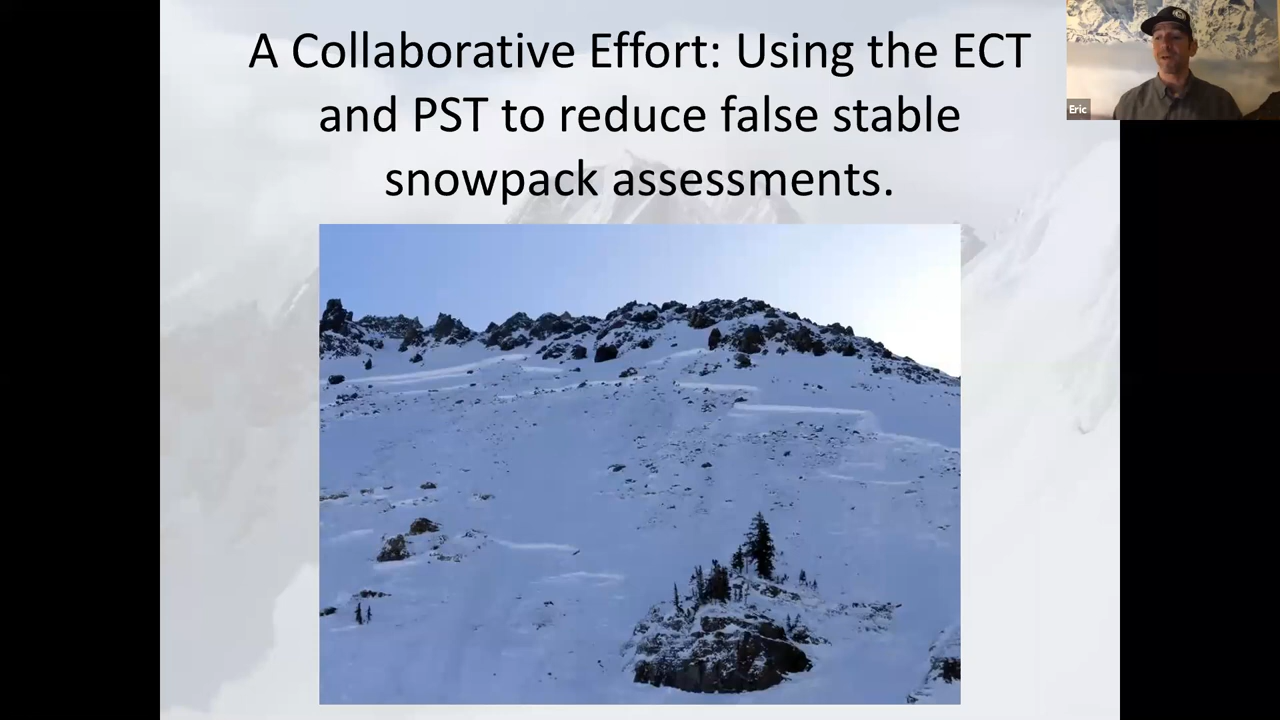 A Collaborative Effort: Using the ECT
and PST to reduce false stable
snowpack assessments.
Eric